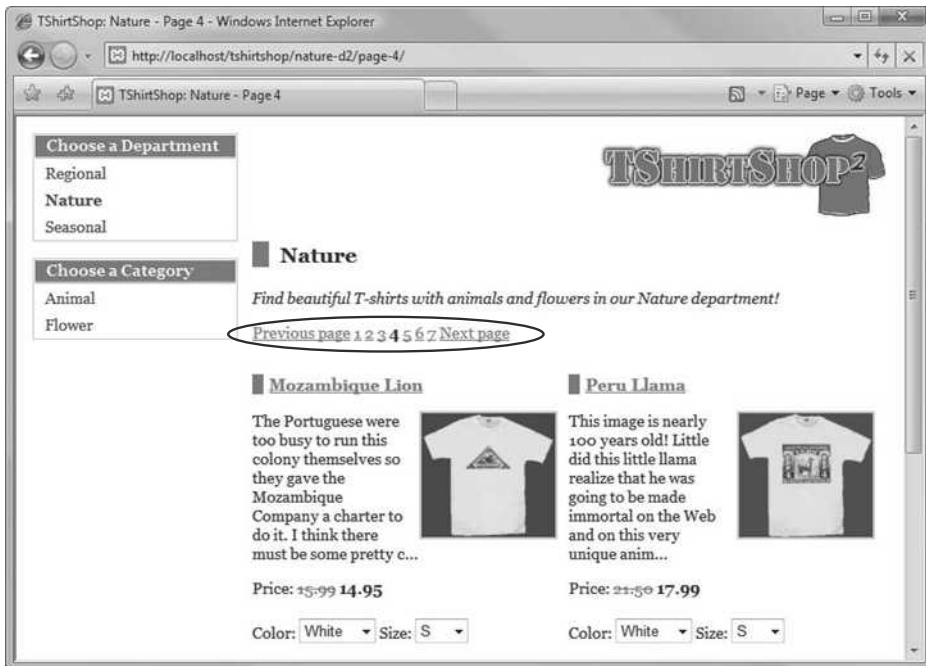 TShirtShop: Nature - Page 4 - Windows Internet Explorer
http://localhost/tshirtshop/nature-d2/page-4/
TShirtShop: Nature - Page 4
Page
Tools
TShirtShop²
Choose a Department
Regional
Nature
Seasonal
Choose a Category
Animal
Flower
Nature
Find beautiful T-shirts with animals and flowers in our Nature department!
Previous page 1 2 3 4 5 6 7 Next page
Mozambique Lion
The Portuguese were
too busy to run this
colony themselves so
they gave the
Mozambique
Company a charter to
do it. I think there
must be some pretty c...
Price: 15.99 14.95
Color: White Size: S
Peru Llama
This image is nearly
100 years old! Little
did this little llama
realize that he was
going to be made
immortal on the Web
and on this very
unique anim...
Price: 21.50 17.99
Color: White Size: S